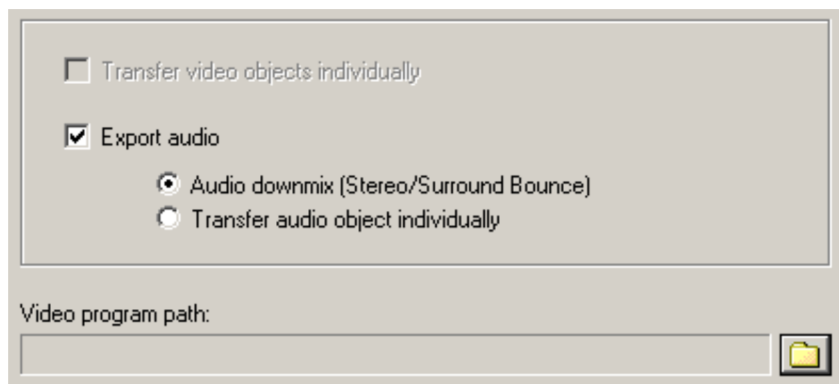 Transfer video objects individually
Export audio
Audio downmix (Stereo/Surround Bounce)
Transfer audio object individually
Video program path: